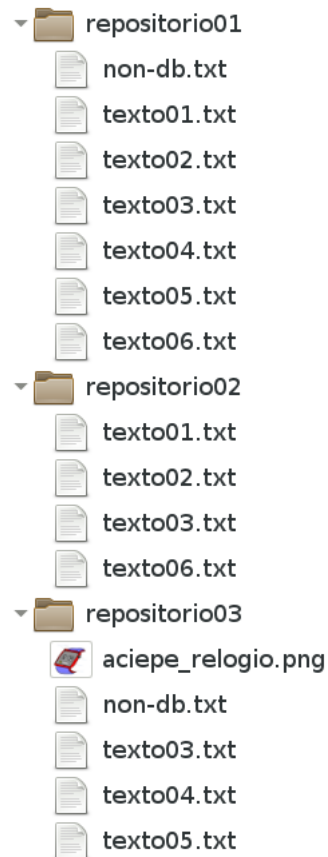 repositorio01
non-db.txt
texto01.txt
texto02.txt
texto03.txt
texto04.txt
texto05.txt
texto06.txt
repositorio02
texto01.txt
texto02.txt
texto03.txt
texto06.txt
repositorio03
aciepe_relogio.png
non-db.txt
texto03.txt
texto04.txt
texto05.txt